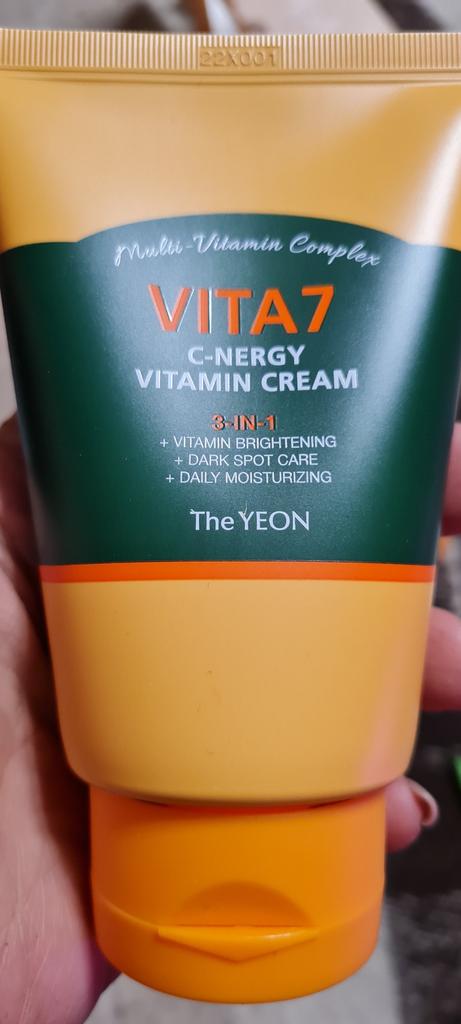 22X001
Multi-Vitamin Complex
VITA7
C-NERGY
VITAMIN CREAM
3-IN-1
+ VITAMIN BRIGHTENING
+ DARK SPOT CARE
+ DAILY MOISTURIZING
The YEON